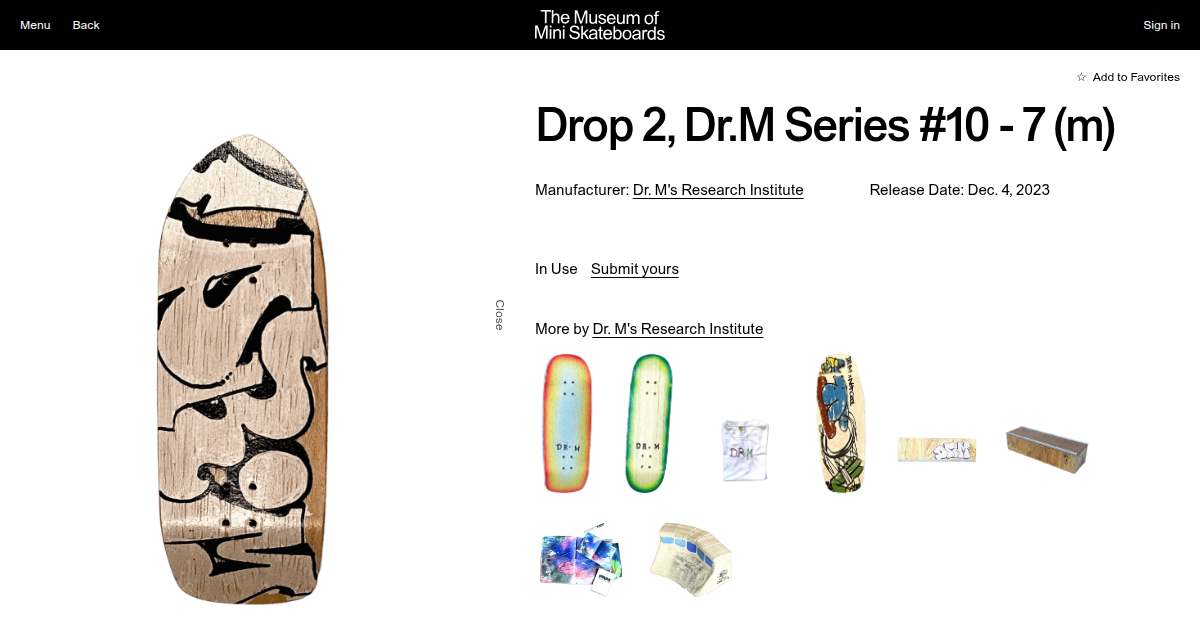 Menu
Back
The Museum of
Mini Skateboards
Sign in
☆ Add to Favorites
Drop 2, Dr.M Series #10 - 7 (m)
Manufacturer: Dr. M's Research Institute
Release Date: Dec. 4, 2023
In Use
Submit yours
Close
More by Dr. M's Research Institute
DR. M
DR. M
DR.M